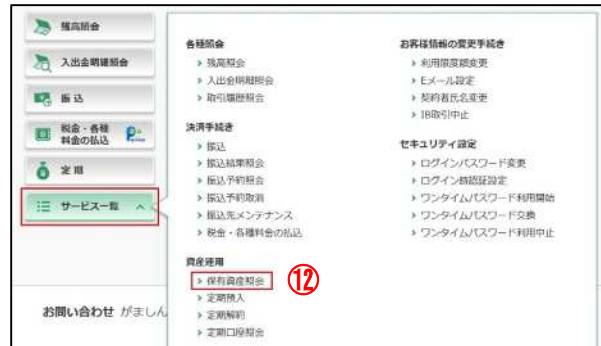 残高照会
入出金明細照会
振込
税金・各種
料金の払込
定期
サービス一覧
お問い合わせ がましん
各種照会
残高照会
入出金明細照会
取引履歴照会
決済手続き
振込
振込結果照会
振込予約照会
振込予約取消
振込先メンテナンス
税金・各種料金の払込
資産運用
保有資産照会
⑫
定期預入
定期解約
定期口座照会
お客様情報の変更手続き
利用限度額変更
Eメール設定
契約者氏名変更
IB取引中止
セキュリティ設定
ログインパスワード変更
ログイン時認証設定
ワンタイムパスワード利用開始
ワンタイムパスワード交換
ワンタイムパスワード利用中止